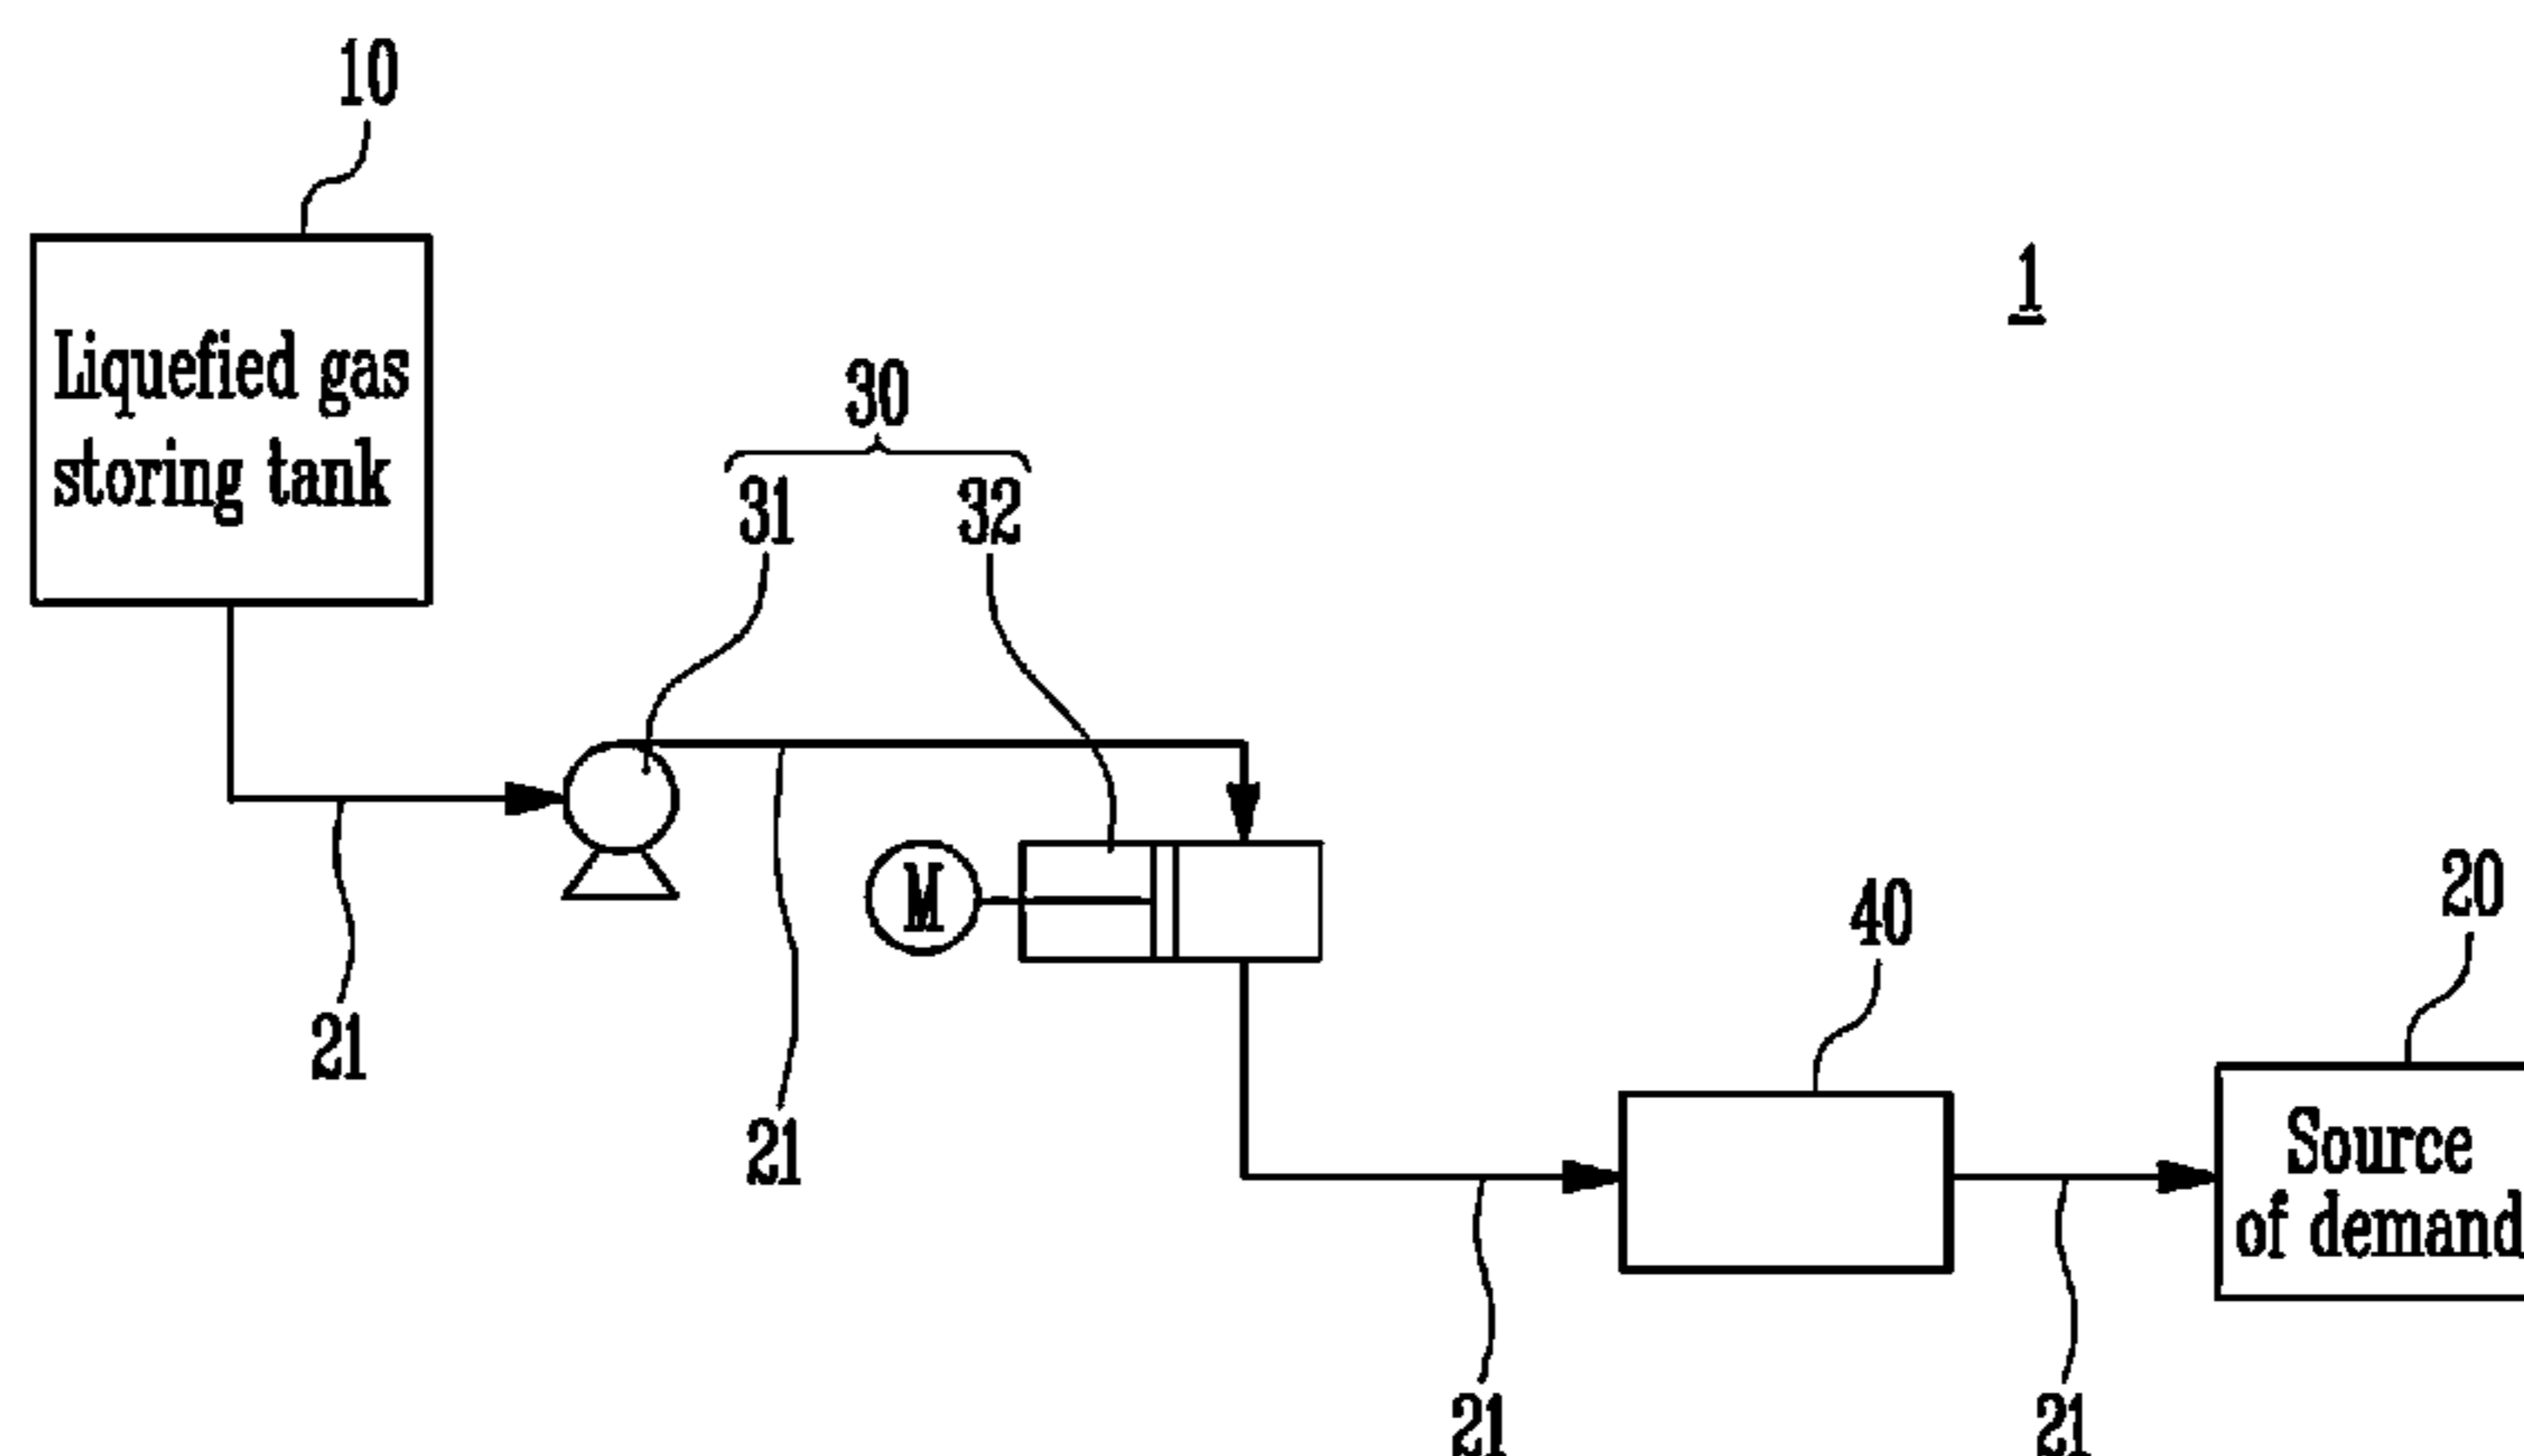 10
1
Liquefied gas
storing tank
30
31 32
M
40
20
21
21
Source
of demand
21
21